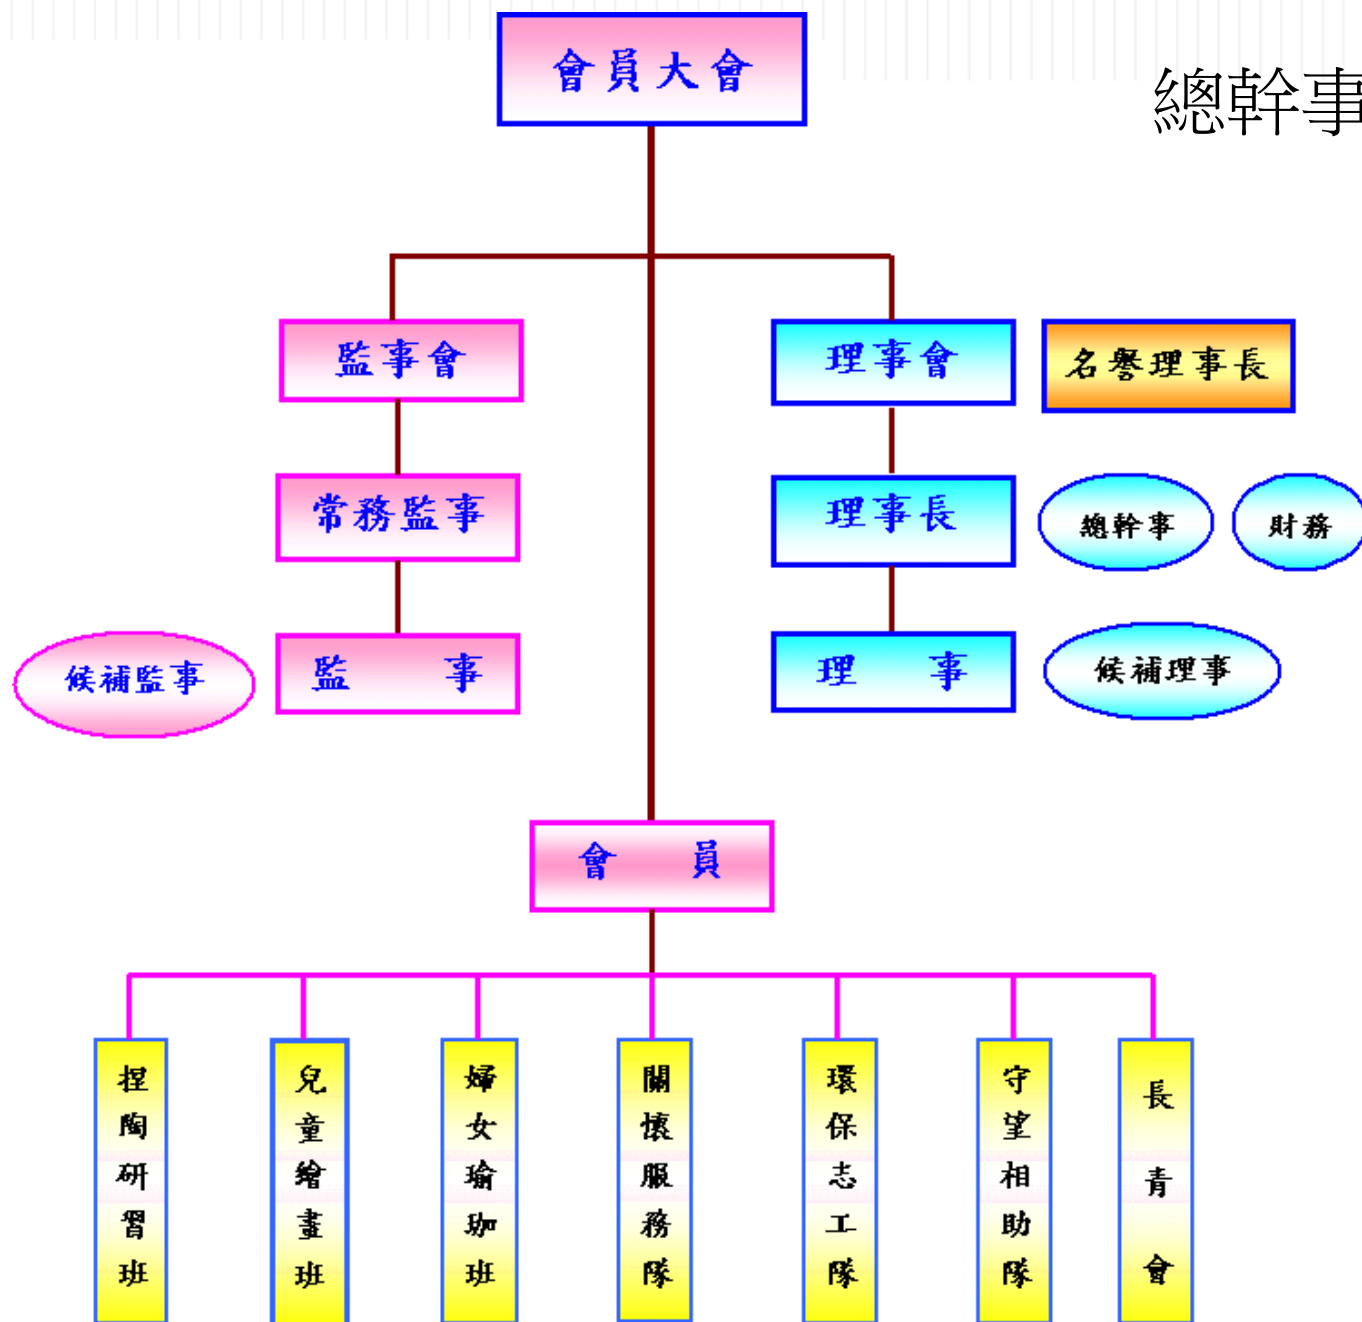 會員大會
總幹事
監事會
理事會
名譽理事長
常務監事
理事長
總幹事
財務
候補監事
監 事
理 事
候補理事
會 員
捏陶研習班
兒童繪畫班
婦女瑜珈班
關懷服務隊
環保志工隊
守望相助隊
長青會